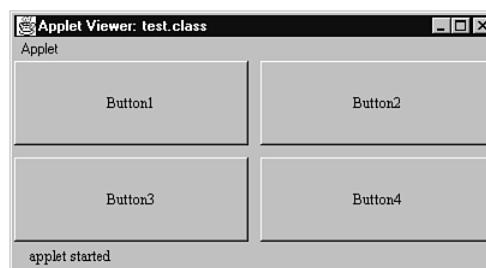 Applet Viewer: test.class
Applet
Button1 Button2
Button3 Button4
applet started